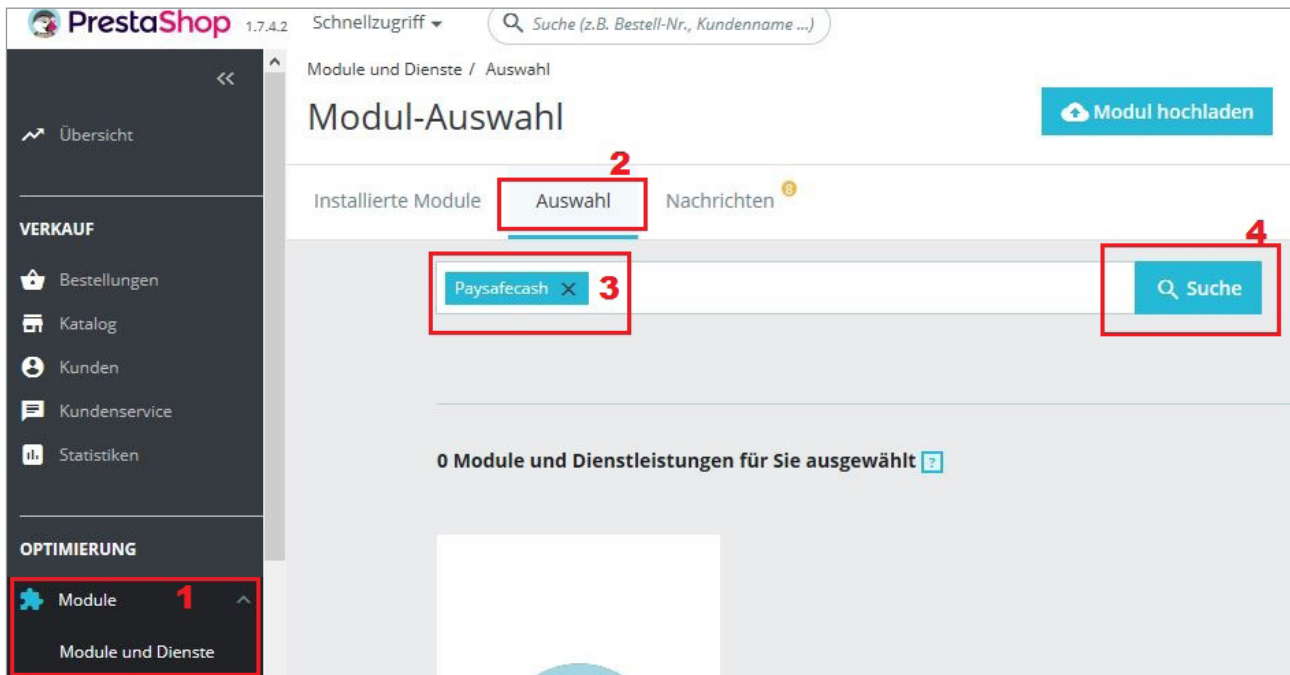 PrestaShop 1.7.4.2 Schnellzugriff Suche (z.B. Bestell-Nr., Kundenname ...)
Module und Dienste / Auswahl
Modul-Auswahl
Modul hochladen
Übersicht
2
Installierte Module Auswahl Nachrichten 8
VERKAUF
4
Bestellungen
Paysafecash 3 Suche
Katalog
Kunden
Kundenservice
Statistiken
0 Module und Dienstleistungen für Sie ausgewählt ?
OPTIMIERUNG
Module 1
Module und Dienste